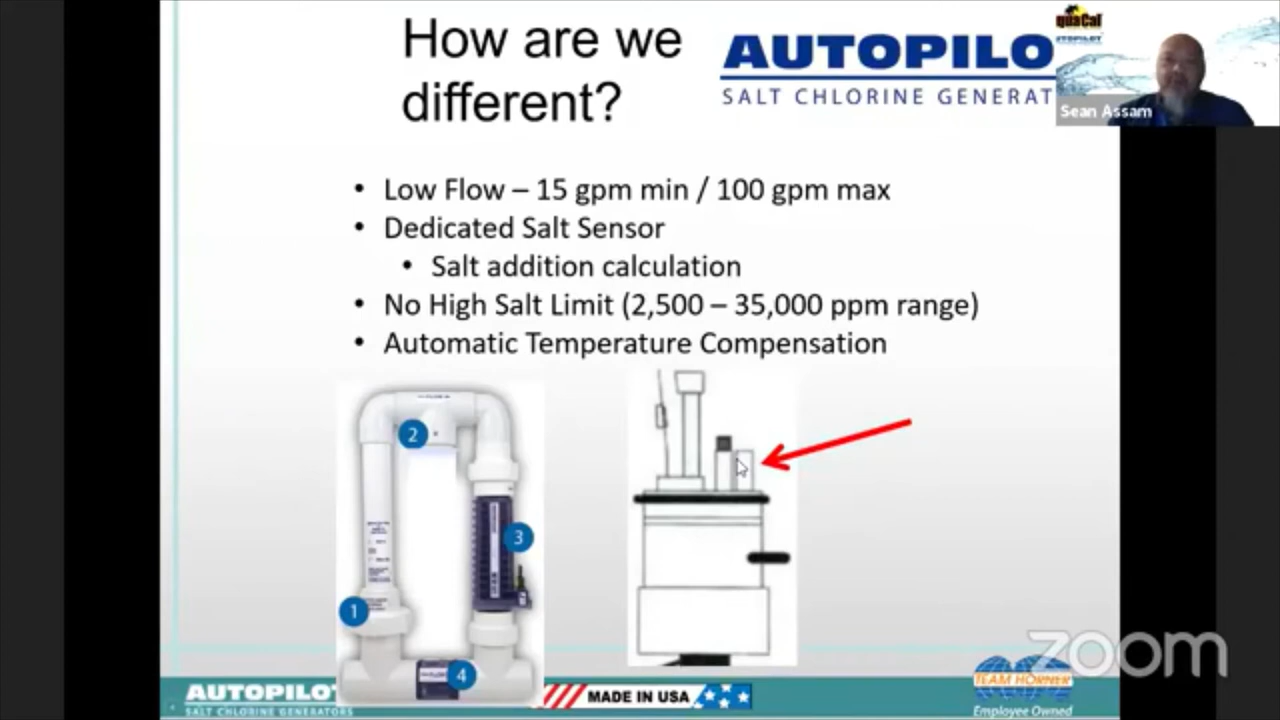 How are we
different?
AUTOPILO
SALT CHLORINE GENERAT
Sean Assam
• Low Flow – 15 gpm min / 100 gpm max
• Dedicated Salt Sensor
• Salt addition calculation
• No High Salt Limit (2,500 – 35,000 ppm range)
• Automatic Temperature Compensation
2
3
1
4
zoom
AUTOPILOT
SALT CHLORINE GENERATORS
MADE IN USA
TEAM HORNER
Employee Owned